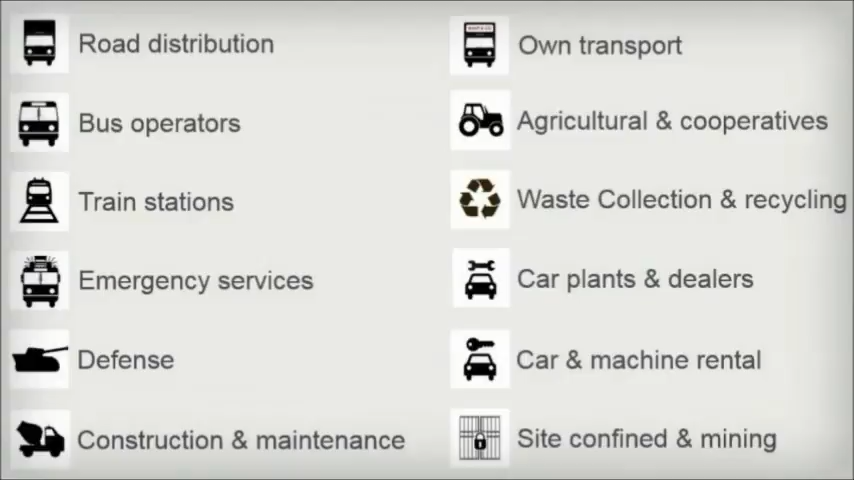 Road distribution
Own transport
Bus operators
Agricultural & cooperatives
Train stations
Waste Collection & recycling
Emergency services
Car plants & dealers
Defense
Car & machine rental
Construction & maintenance
Site confined & mining